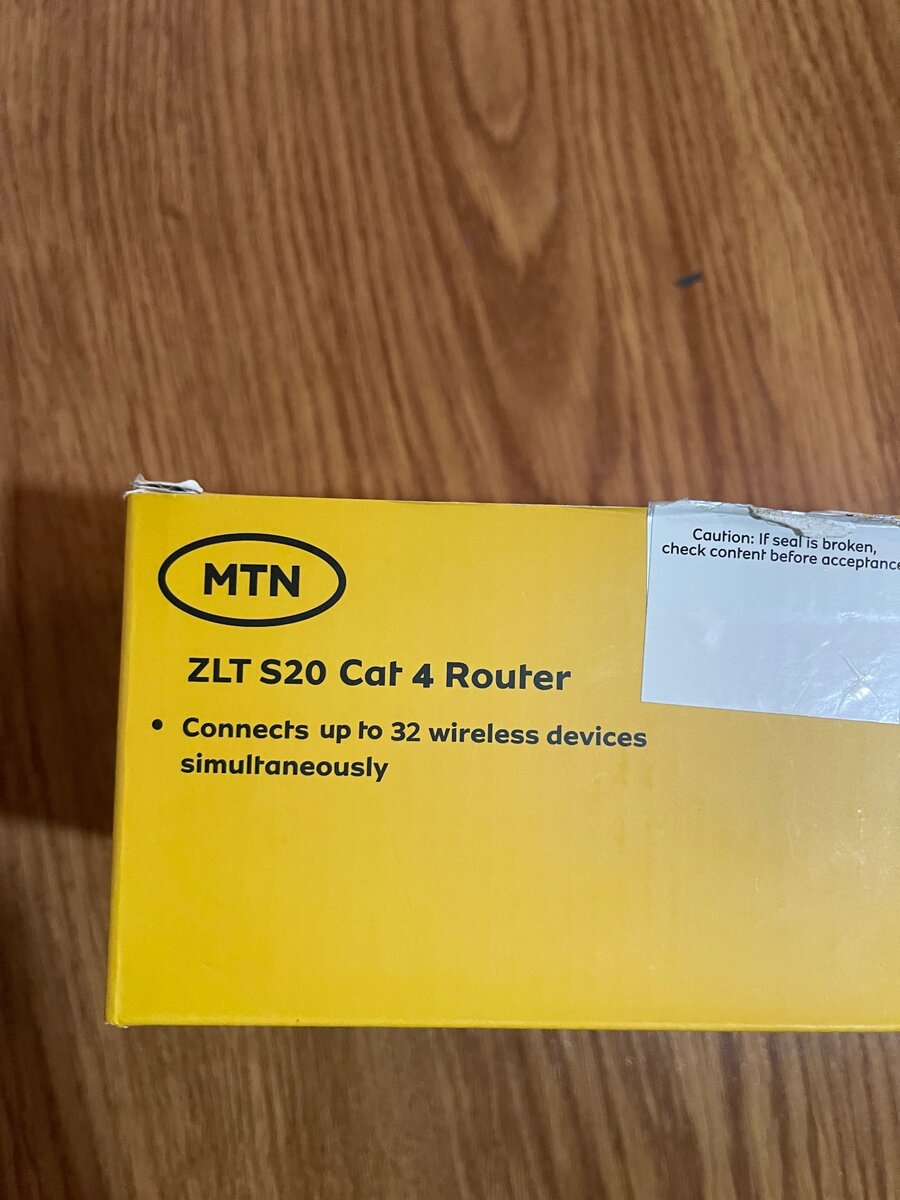 MTN
ZLT S20 Cat 4 Router
• Connects up to 32 wireless devices
simultaneously
Caution: If seal is broken,
check content before acceptance